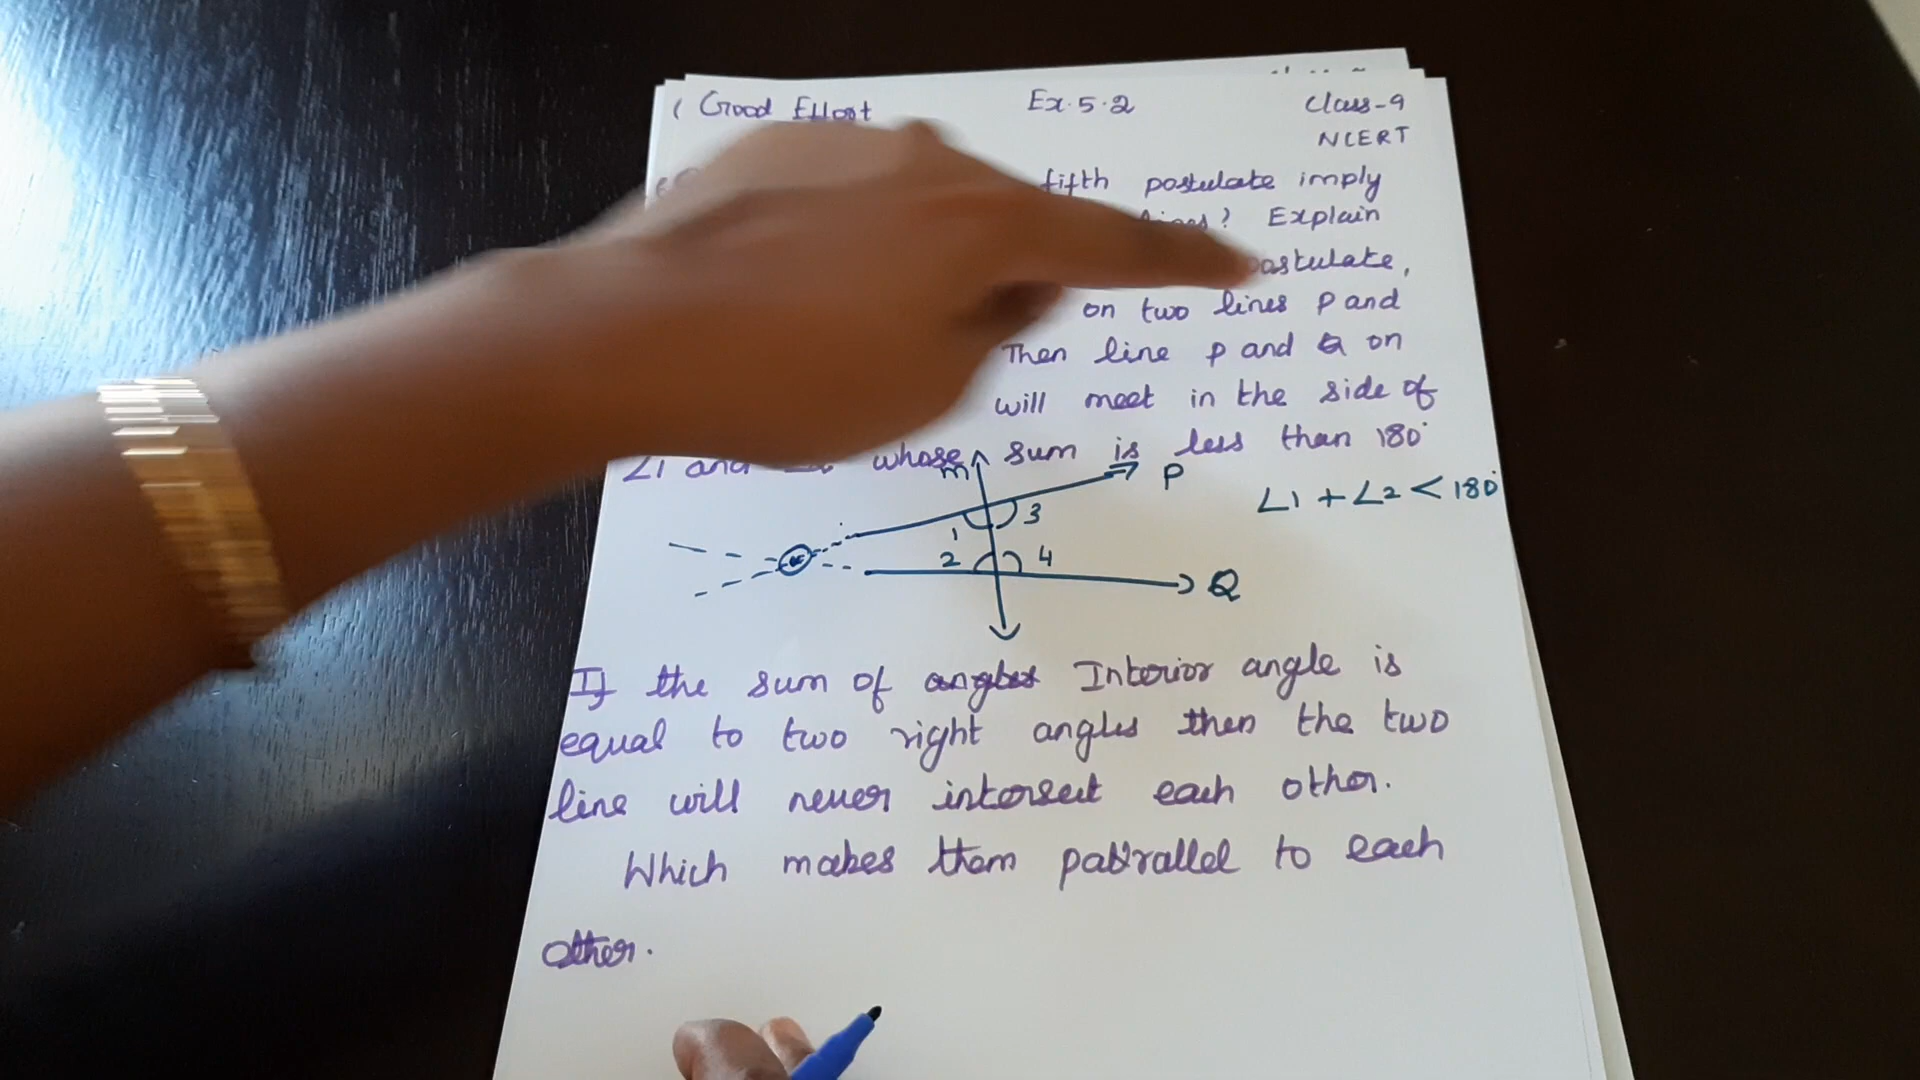 Good Effort Ex.5.2 Class-9
NCERT
fifth postulate imply
lines? Explain
postulate,
on two lines P and
Then line P and Q on
will meet in the side of
∠1 and whose sum is less than 180°
m P ∠1 + ∠2 < 180°
1 3
2 4
Q
If the sum of angles Interior angle is
equal to two right angles then the two
line will never intersect each other.
Which makes them parallel to each
other.